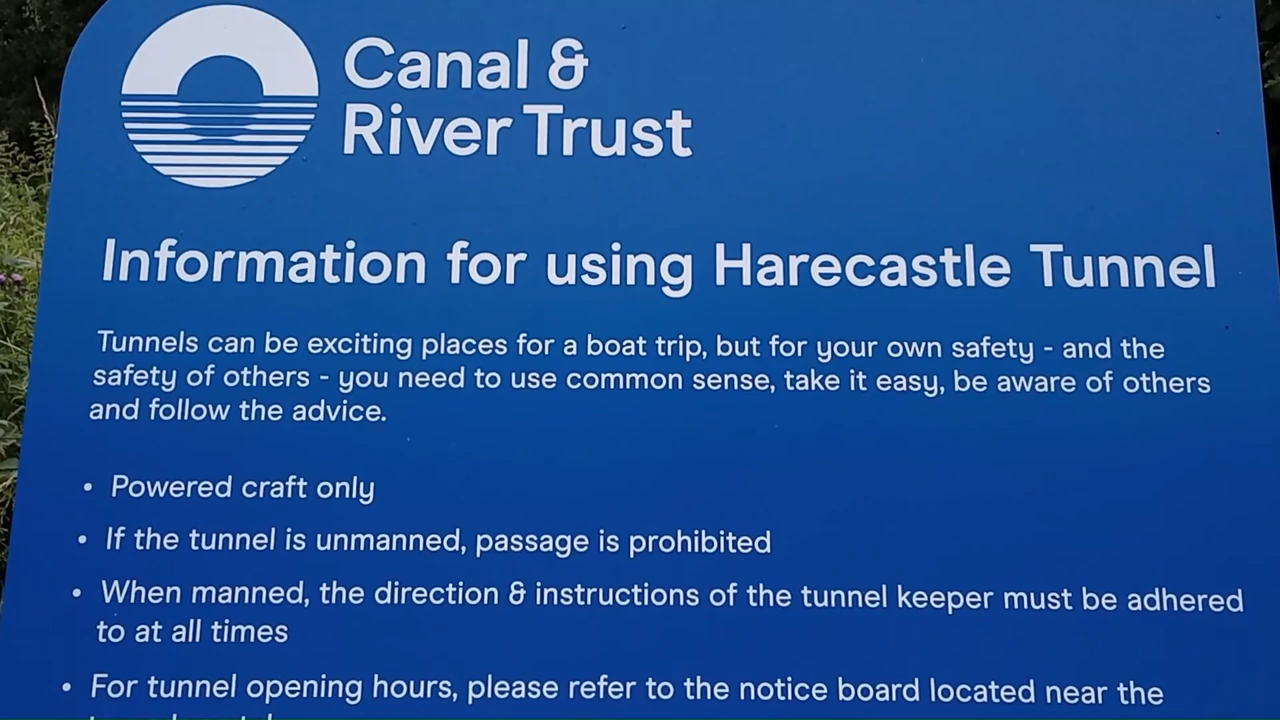 Canal &
River Trust
Information for using Harecastle Tunnel
Tunnels can be exciting places for a boat trip, but for your own safety - and the
safety of others - you need to use common sense, take it easy, be aware of others
and follow the advice.
• Powered craft only
• If the tunnel is unmanned, passage is prohibited
• When manned, the direction & instructions of the tunnel keeper must be adhered
to at all times
• For tunnel opening hours, please refer to the notice board located near the